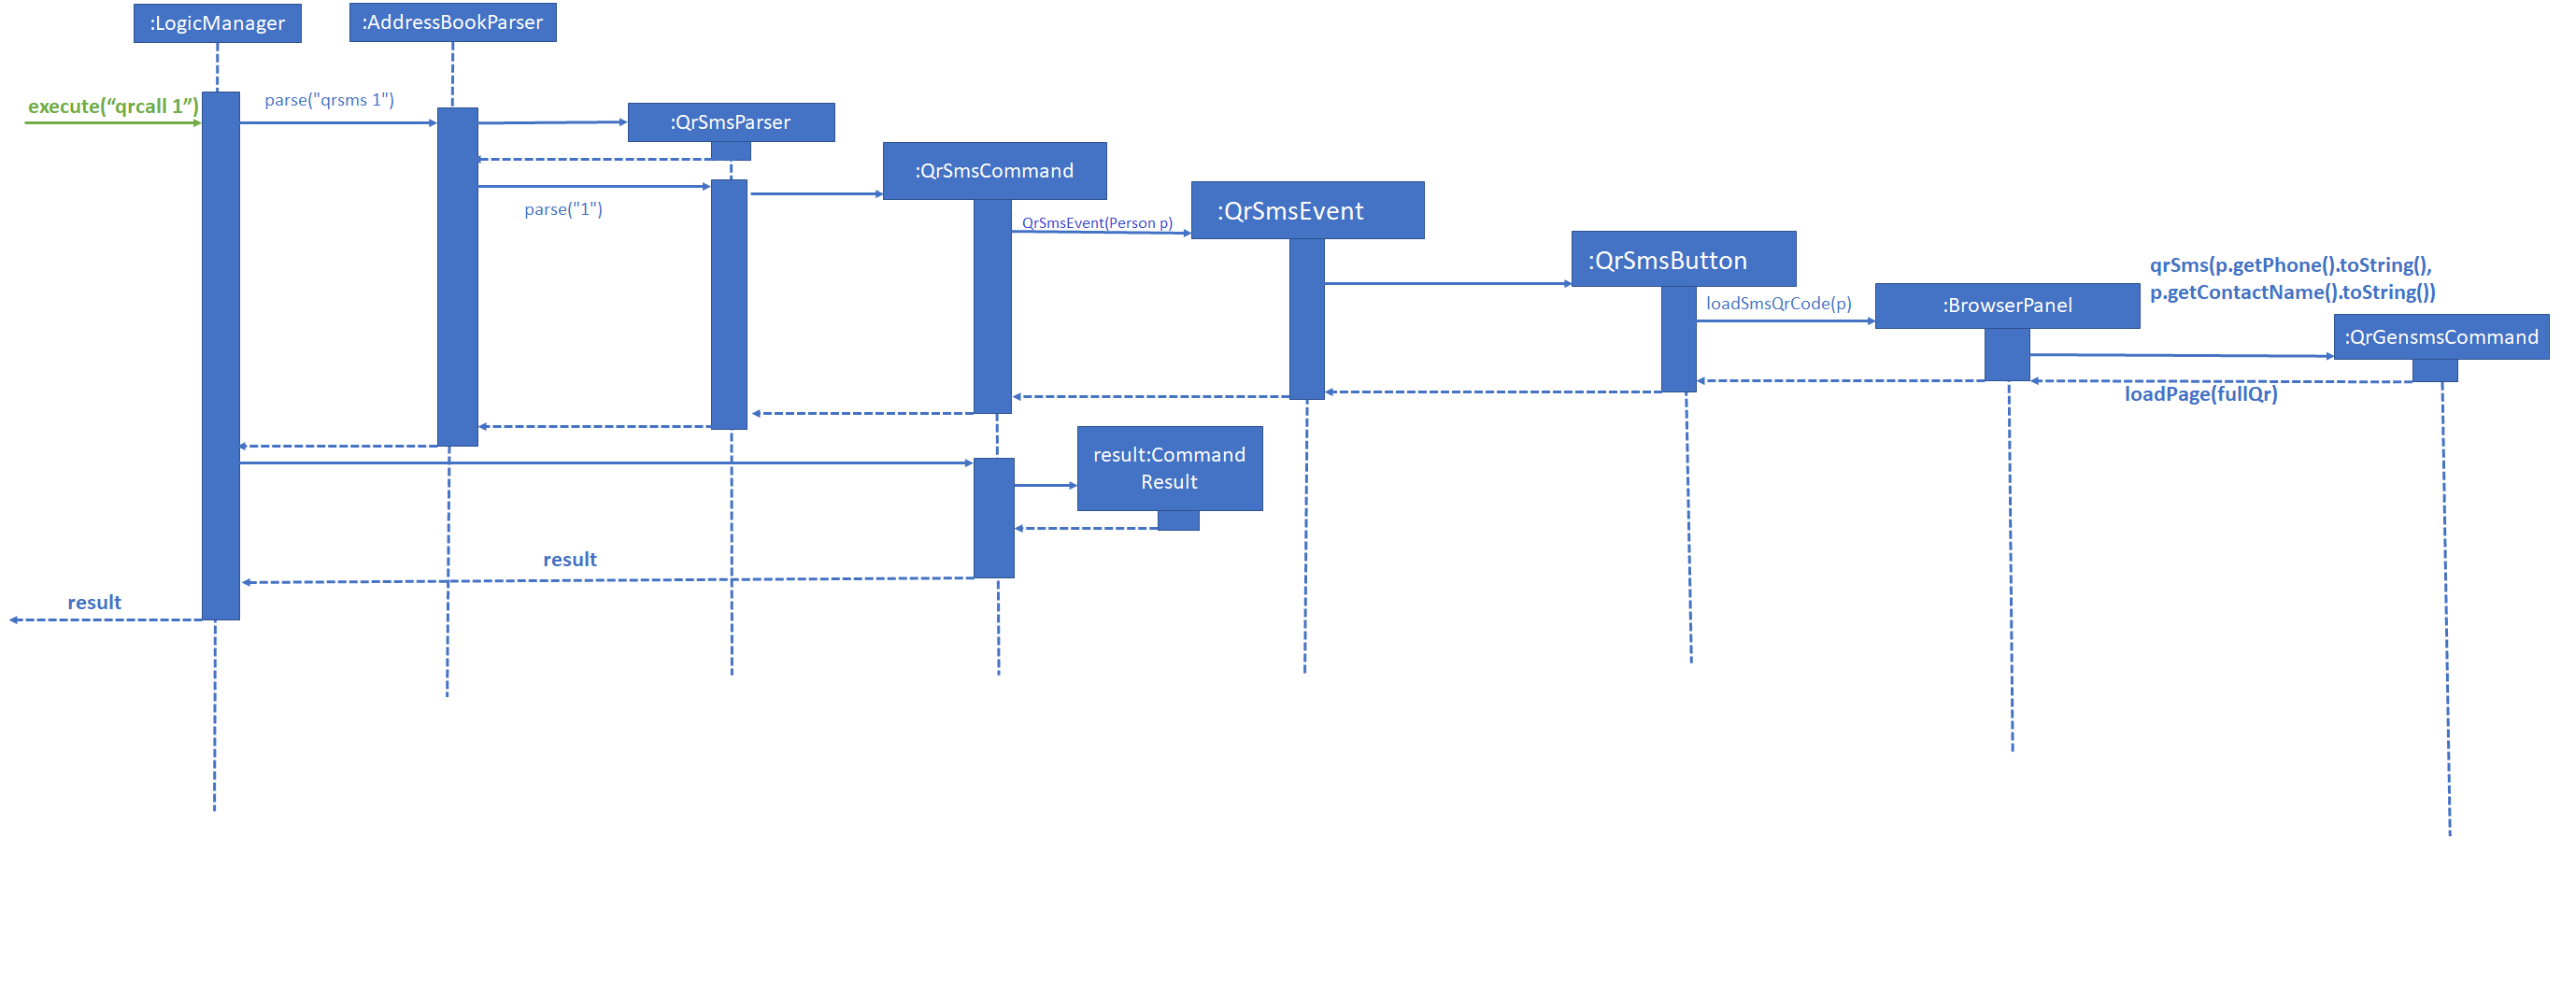 :LogicManager
:AddressBookParser
execute(“qrcall 1”)
parse("qrsms 1")
:QrSmsParser
:QrSmsCommand
parse("1")
QrSmsEvent(Person p)
:QrSmsEvent
:QrSmsButton
loadSmsQrCode(p)
:BrowserPanel
qrSms(p.getPhone().toString(),
p.getContactName().toString())
:QrGensmsCommand
loadPage(fullQr)
result:Command
Result
result
result